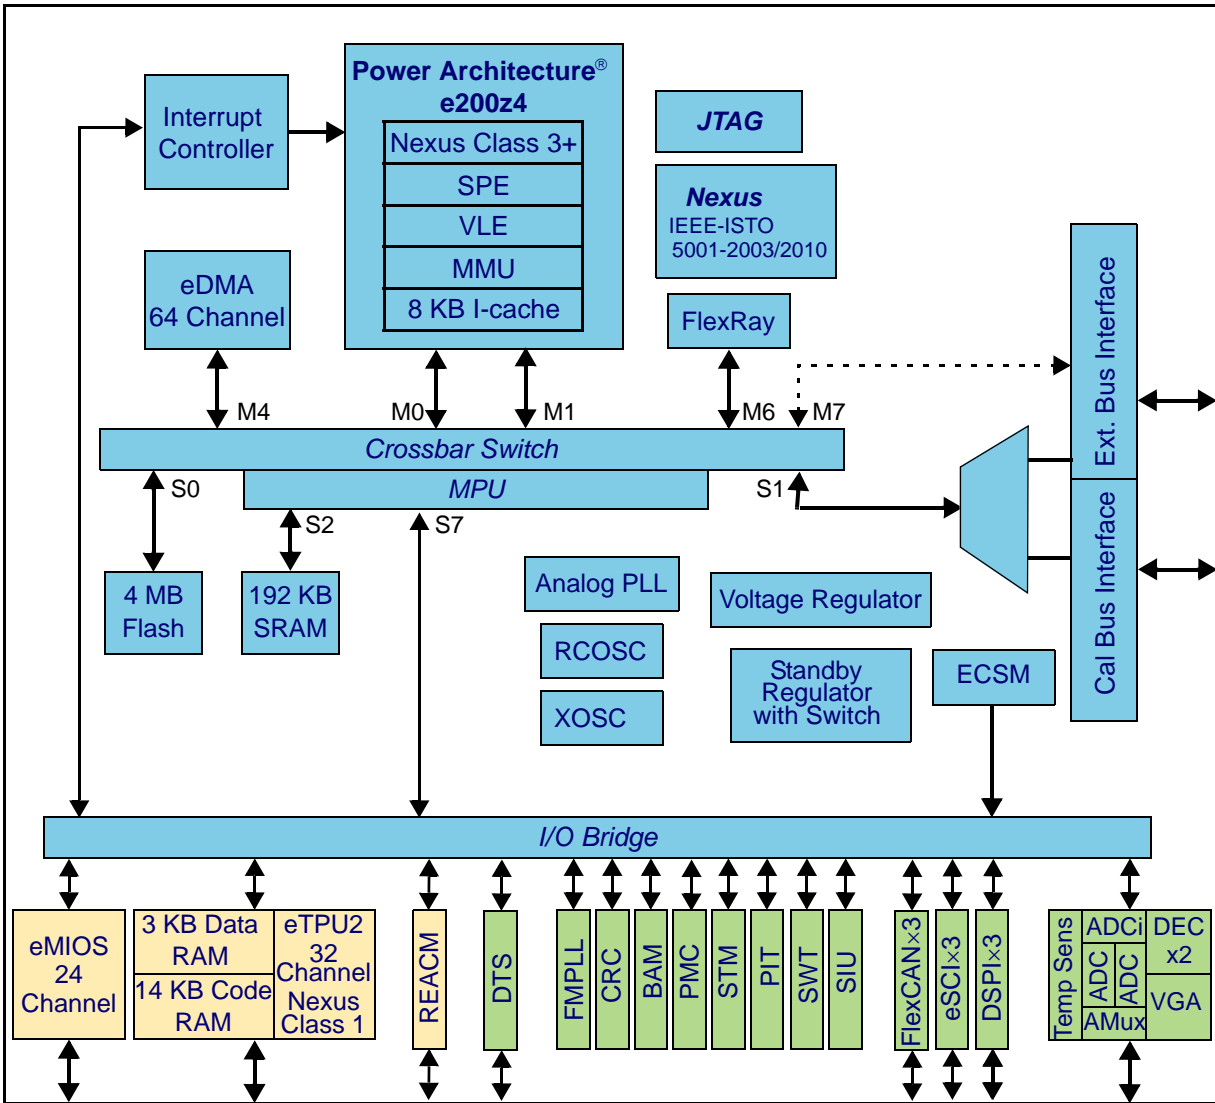 Power Architecture®
e200z4
Nexus Class 3+
SPE
VLE
MMU
8 KB I-cache
Interrupt
Controller
JTAG
Nexus
IEEE-ISTO
5001-2003/2010
eDMA
64 Channel
FlexRay
Ext. Bus Interface
Cal Bus Interface
M4
M0
M1
M6
M7
Crossbar Switch
MPU
S0
S2
S7
S1
4 MB
Flash
192 KB
SRAM
Analog PLL
RCOSC
XOSC
Voltage Regulator
Standby
Regulator
with Switch
ECSM
I/O Bridge
eMIOS
24
Channel
3 KB Data
RAM
14 KB Code
RAM
eTPU2
32
Channel
Nexus
Class 1
REACM
DTS
FMPLL
CRC
BAM
PMC
STM
PIT
SWT
SIU
FlexCAN×3
eSCI×3
DSPI×3
Temp Sens
ADCi
ADC
ADC
AMux
DEC
x2
VGA